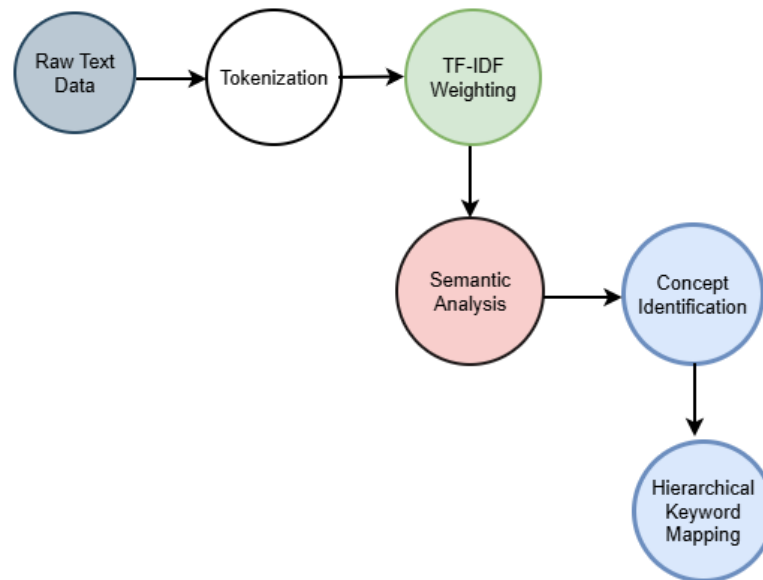 Raw Text
Data
Tokenization
TF-IDF
Weighting
Semantic
Analysis
Concept
Identification
Hierarchical
Keyword
Mapping